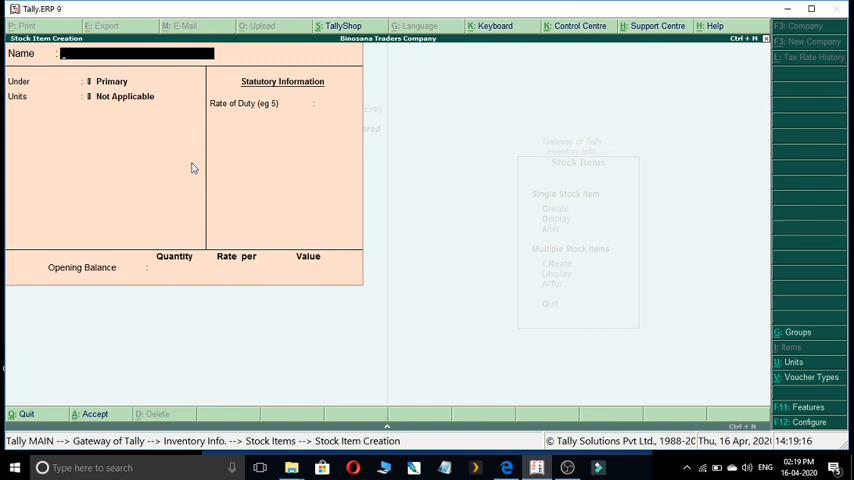 Tally.ERP 9
P: Print
E: Export
M: E-Mail
O: Upload
S: TallyShop
G: Language
K: Keyboard
K: Control Centre
H: Support Centre
H: Help
F3: Company
F3: New Company
L: Tax Rate History
Stock Item Creation
Binosana Traders Company
Ctrl + M
Name :
Under : Primary
Units : Not Applicable
Statutory Information
Rate of Duty (eg 5) :
Entry
Gateway of Tally ...
Inventory Info. ...
Stock Items
Single Stock Item
Create
Display
Alter
Multiple Stock Items
CReate
DIsplay
AlTer
Quit
Quantity Rate per Value
Opening Balance :
G: Groups
I: Items
U: Units
V: Voucher Types
F11: Features
F12: Configure
Q: Quit
A: Accept
D: Delete
Ctrl + N
Tally MAIN --> Gateway of Tally --> Inventory Info. --> Stock Items --> Stock Item Creation
© Tally Solutions Pvt Ltd., 1988-20
Thu, 16 Apr, 2020
14:19:16
Type here to search
ENG
02:19 PM
16-04-2020